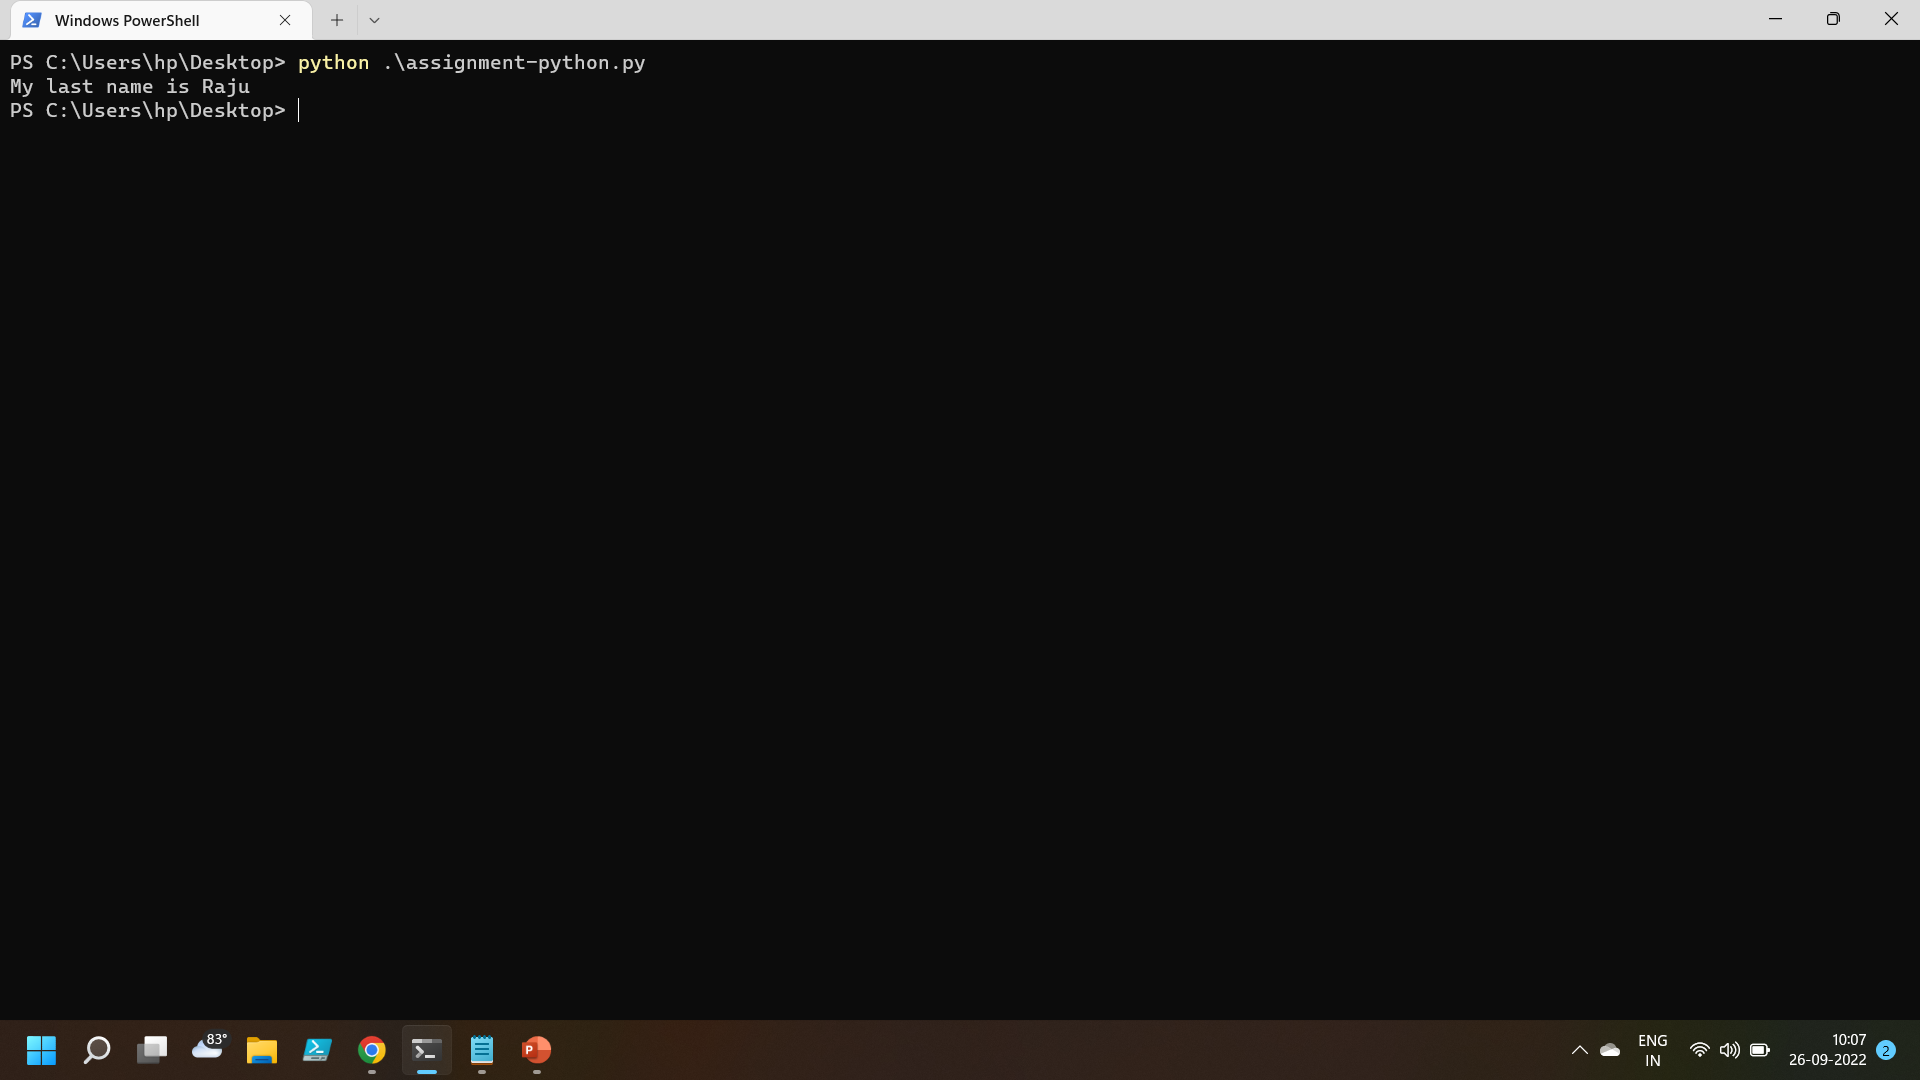 Windows PowerShell
PS C:\Users\hp\Desktop> python .\assignment-python.py
My last name is Raju
PS C:\Users\hp\Desktop>
83°
P
ENG
IN
10:07
26-09-2022
2